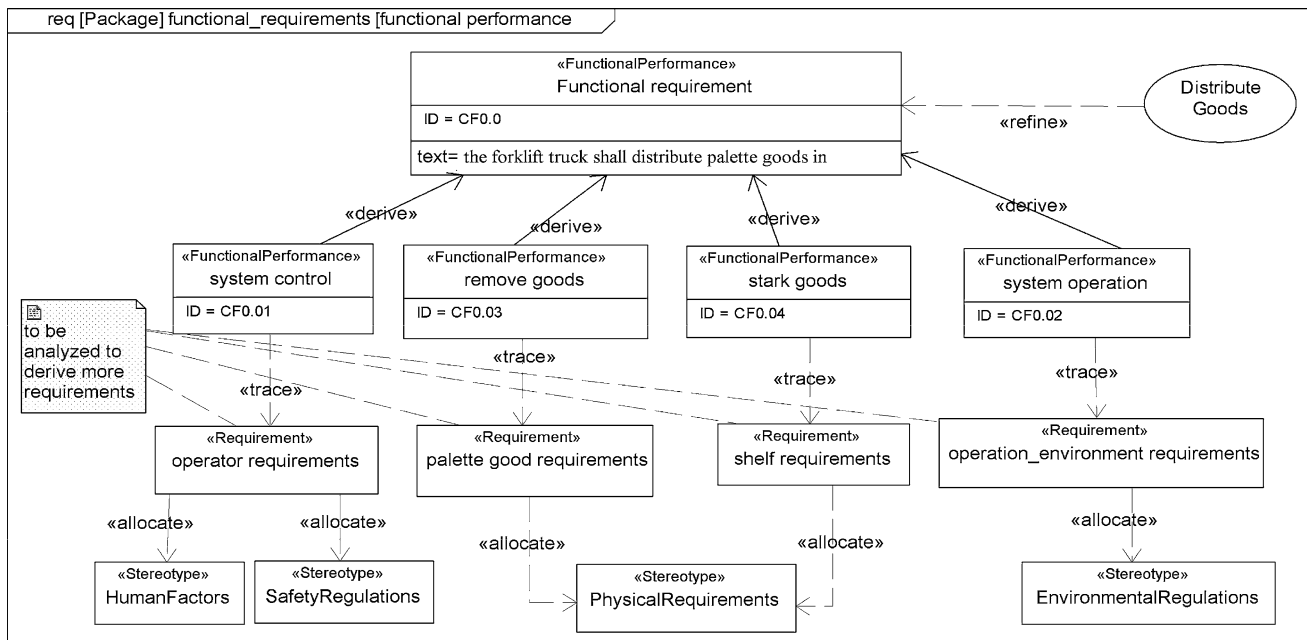 req [Package] functional_requirements [functional performance
«FunctionalPerformance»
Functional requirement
ID = CF0.0
text= the forklift truck shall distribute palette goods in
Distribute
Goods
«refine»
«derive»
«derive»
«derive»
«derive»
«FunctionalPerformance»
system control
ID = CF0.01
«FunctionalPerformance»
remove goods
ID = CF0.03
«FunctionalPerformance»
stark goods
ID = CF0.04
«FunctionalPerformance»
system operation
ID = CF0.02
to be
analyzed to
derive more
requirements
«trace»
«trace»
«trace»
«trace»
«Requirement»
operator requirements
«Requirement»
palette good requirements
«Requirement»
shelf requirements
«Requirement»
operation_environment requirements
«allocate»
«allocate»
«allocate»
«allocate»
«allocate»
«Stereotype»
HumanFactors
«Stereotype»
SafetyRegulations
«Stereotype»
PhysicalRequirements
«Stereotype»
EnvironmentalRegulations